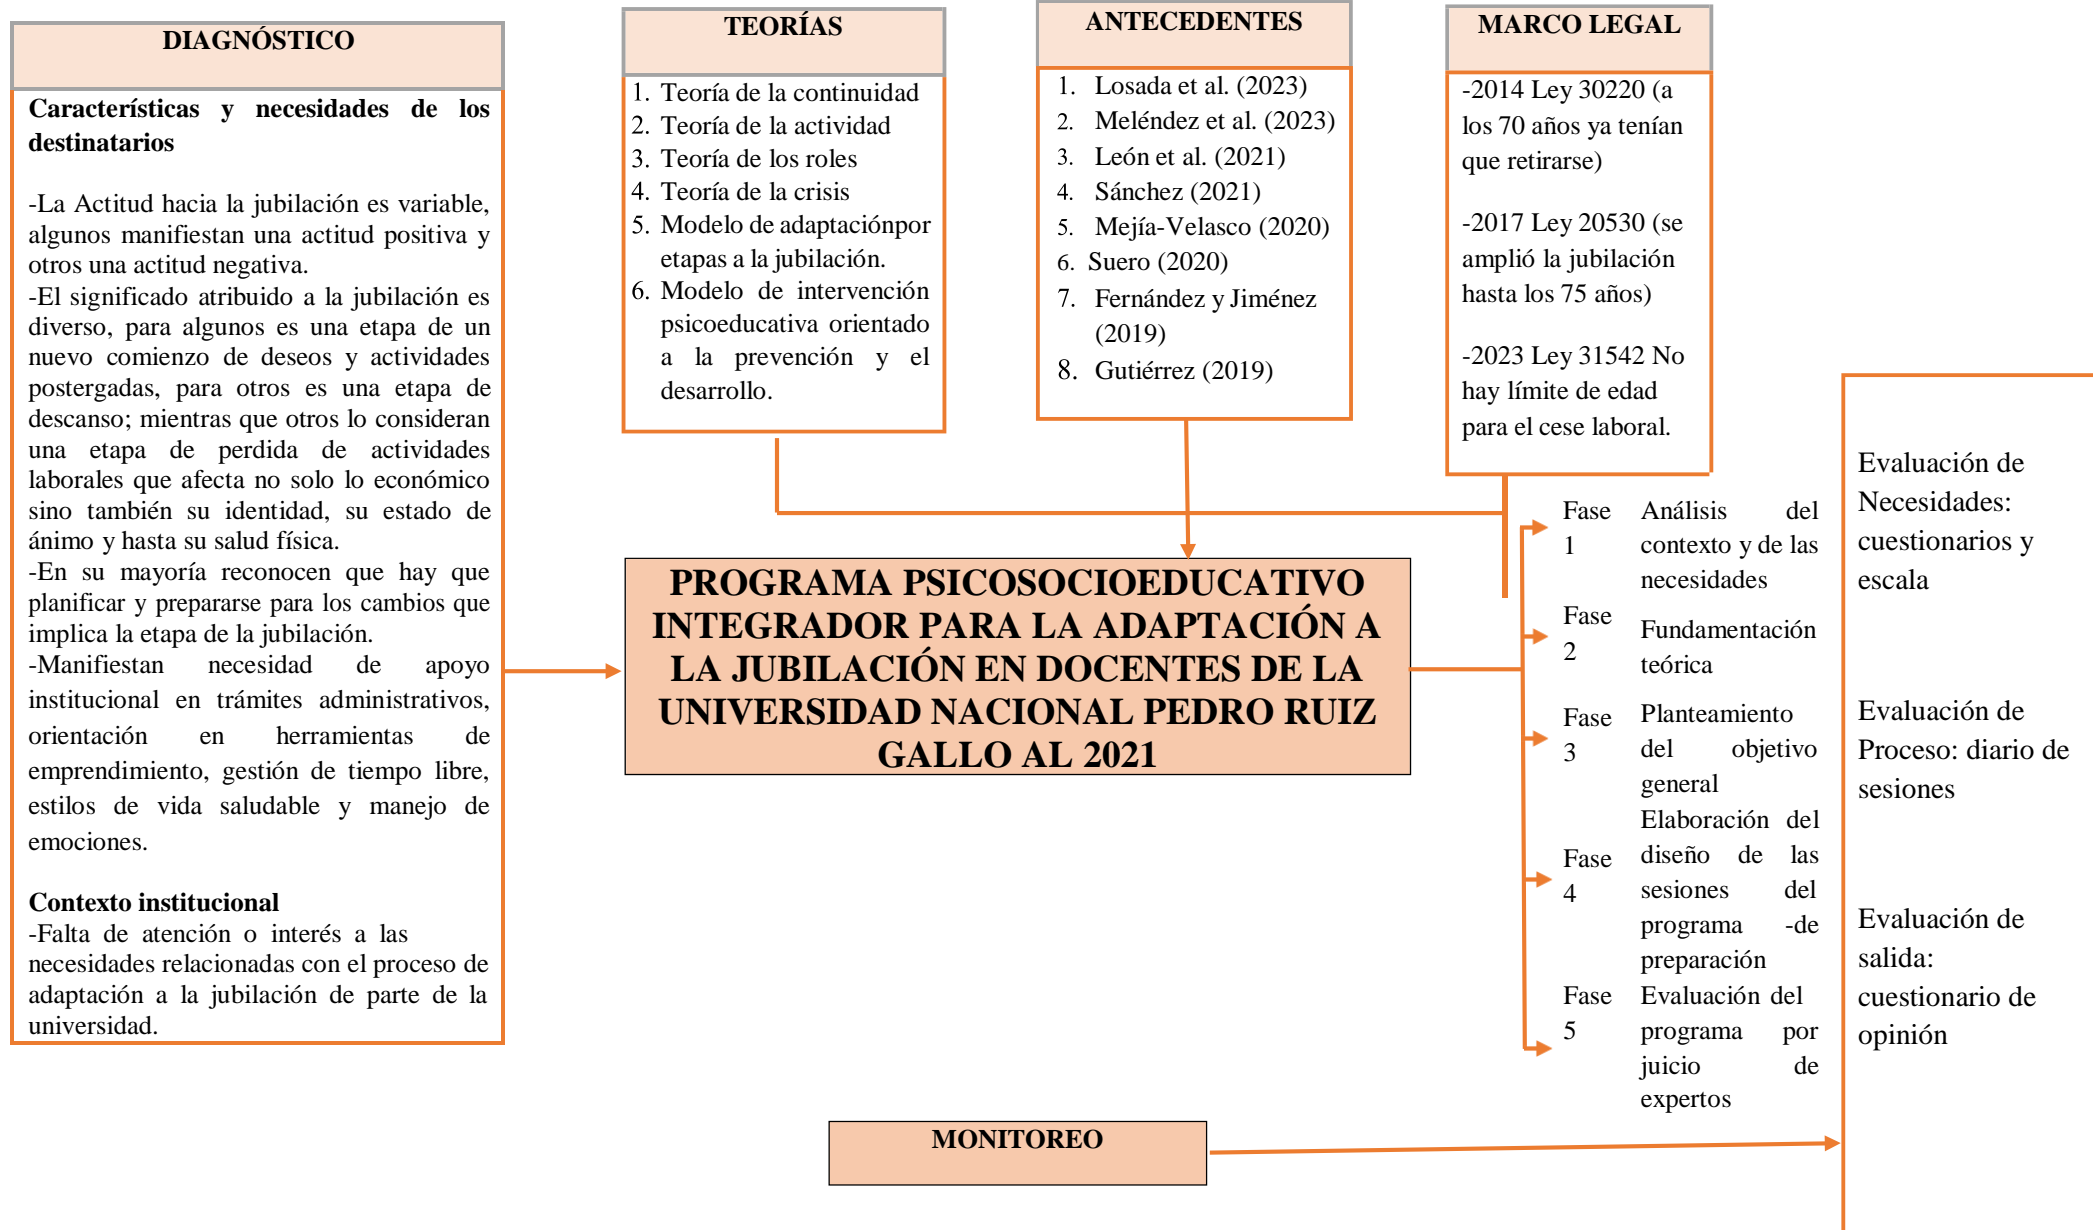 DIAGNÓSTICO
Características y necesidades de los
destinatarios
-La Actitud hacia la jubilación es variable,
algunos manifiestan una actitud positiva y
otros una actitud negativa.
-El significado atribuido a la jubilación es
diverso, para algunos es una etapa de un
nuevo comienzo de deseos y actividades
postergadas, para otros es una etapa de
descanso; mientras que otros lo consideran
una etapa de perdida de actividades
laborales que afecta no solo lo económico
sino también su identidad, su estado de
ánimo y hasta su salud física.
-En su mayoría reconocen que hay que
planificar y prepararse para los cambios que
implica la etapa de la jubilación.
-Manifiestan necesidad de apoyo
institucional en trámites administrativos,
orientación en herramientas de
emprendimiento, gestión de tiempo libre,
estilos de vida saludable y manejo de
emociones.
Contexto institucional
-Falta de atención o interés a las
necesidades relacionadas con el proceso de
adaptación a la jubilación de parte de la
universidad.
TEORÍAS
1. Teoría de la continuidad
2. Teoría de la actividad
3. Teoría de los roles
4. Teoría de la crisis
5. Modelo de adaptaciónpor
etapas a la jubilación.
6. Modelo de intervención
psicoeducativa orientado
a la prevención y el
desarrollo.
ANTECEDENTES
1. Losada et al. (2023)
2. Meléndez et al. (2023)
3. León et al. (2021)
4. Sánchez (2021)
5. Mejía-Velasco (2020)
6. Suero (2020)
7. Fernández y Jiménez
(2019)
8. Gutiérrez (2019)
MARCO LEGAL
-2014 Ley 30220 (a
los 70 años ya tenían
que retirarse)
-2017 Ley 20530 (se
amplió la jubilación
hasta los 75 años)
-2023 Ley 31542 No
hay límite de edad
para el cese laboral.
PROGRAMA PSICOSOCIOEDUCATIVO
INTEGRADOR PARA LA ADAPTACIÓN A
LA JUBILACIÓN EN DOCENTES DE LA
UNIVERSIDAD NACIONAL PEDRO RUIZ
GALLO AL 2021
Fase 1
Análisis del
contexto y de las
necesidades
Fase 2
Fundamentación
teórica
Fase 3
Planteamiento
del objetivo
general
Fase 4
Elaboración del
diseño de las
sesiones del
programa -de
preparación
Fase 5
Evaluación del
programa por
juicio de
expertos
Evaluación de
Necesidades:
cuestionarios y
escala
Evaluación de
Proceso: diario de
sesiones
Evaluación de
salida:
cuestionario de
opinión
MONITOREO